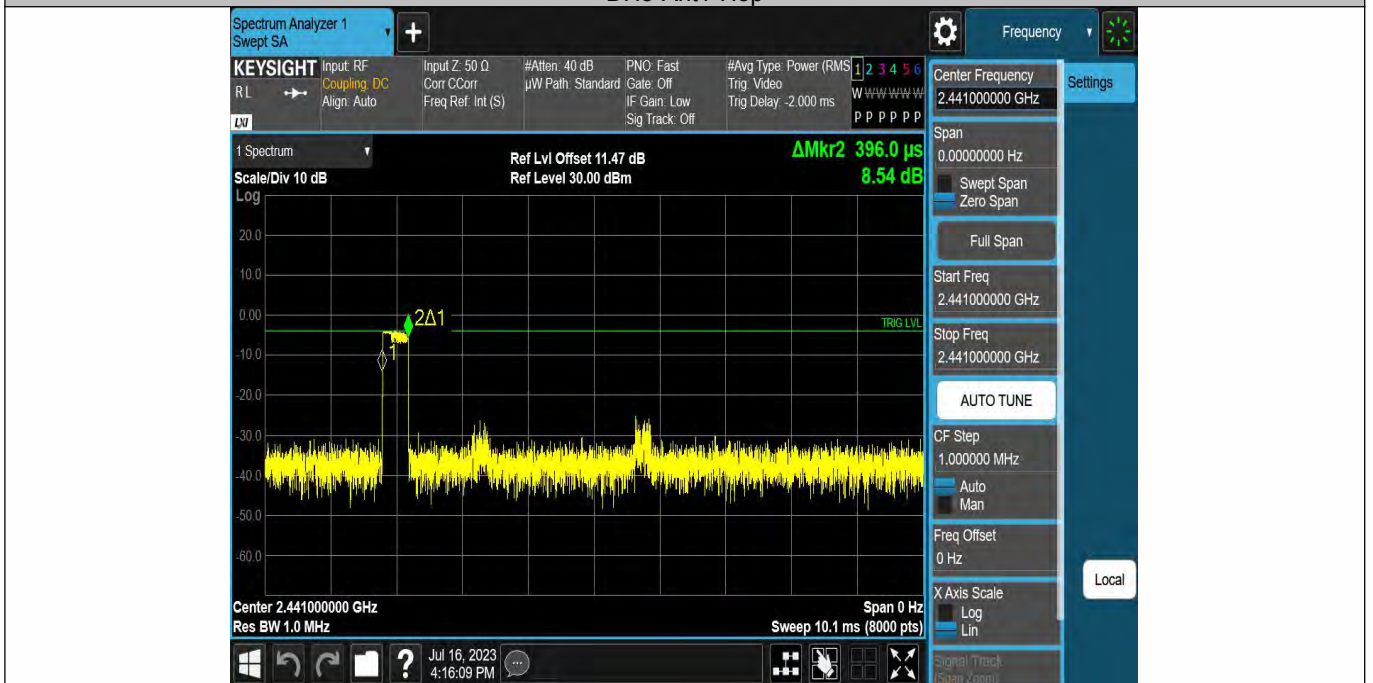 Spectrum Analyzer 1
Swept SA
Frequency
KEYSIGHT
RL
LXI
Input: RF
Coupling: DC
Align: Auto
Input Z: 50 Ω
Corr CCorr
Freq Ref: Int (S)
#Atten: 40 dB
µW Path: Standard
PNO: Fast
Gate: Off
IF Gain: Low
Sig Track: Off
#Avg Type: Power (RMS
Trig: Video
Trig Delay: -2.000 ms
1 2 3 4 5 6
W W W W W W
P P P P P P
1 Spectrum
Scale/Div 10 dB
Log
Ref Lvl Offset 11.47 dB
Ref Level 30.00 dBm
ΔMkr2 396.0 µs
8.54 dB
20.0
10.0
0.00
-10.0
-20.0
-30.0
-40.0
-50.0
-60.0
2Δ1
1
TRIG LVL
Center 2.441000000 GHz
Res BW 1.0 MHz
Span 0 Hz
Sweep 10.1 ms (8000 pts)
Jul 16, 2023
4:16:09 PM
Center Frequency
2.441000000 GHz
Settings
Span
0.00000000 Hz
Swept Span
Zero Span
Full Span
Start Freq
2.441000000 GHz
Stop Freq
2.441000000 GHz
AUTO TUNE
CF Step
1.000000 MHz
Auto
Man
Freq Offset
0 Hz
X Axis Scale
Log
Lin
Signal Track
(Span Zoom)
Local